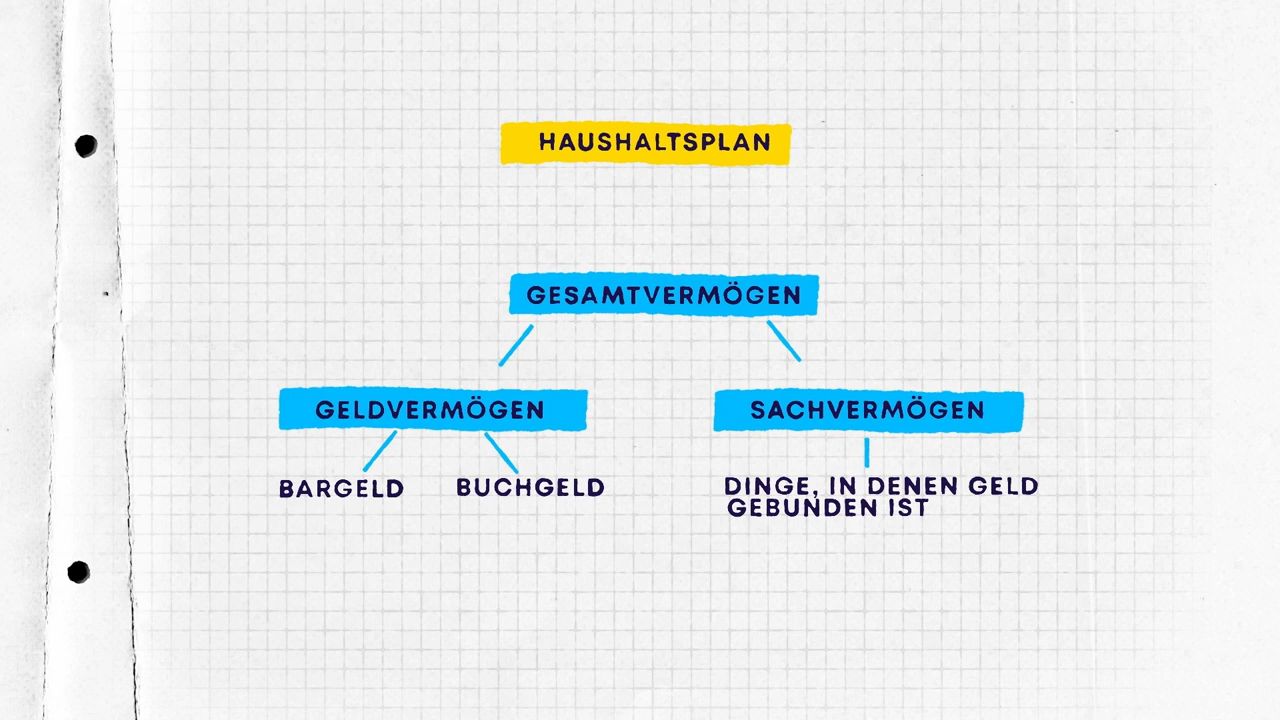 HAUSHALTSPLAN
GESAMTVERMÖGEN
GELDVERMÖGEN
SACHVERMÖGEN
BARGELD
BUCHGELD
DINGE, IN DENEN GELD
GEBUNDEN IST